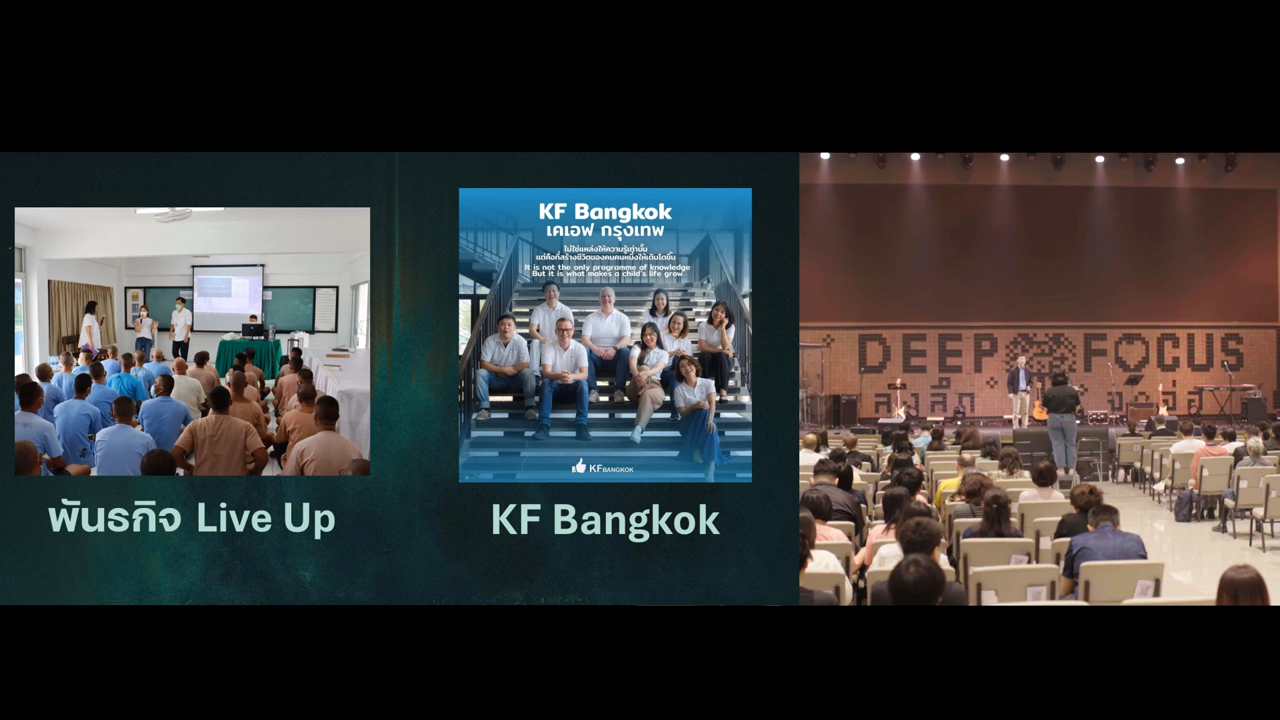 พันธกิจ Live Up
KF Bangkok
เคเอฟ กรุงเทพ
ไม่ใช่แหล่งให้ความรู้เท่านั้น
แต่คือที่สร้างชีวิตของคนคนหนึ่งให้เติบโตขึ้น
It is not the only programme of knowledge
But it is what makes a child's life grow
KF BANGKOK
KF Bangkok
DEEP FOCUS